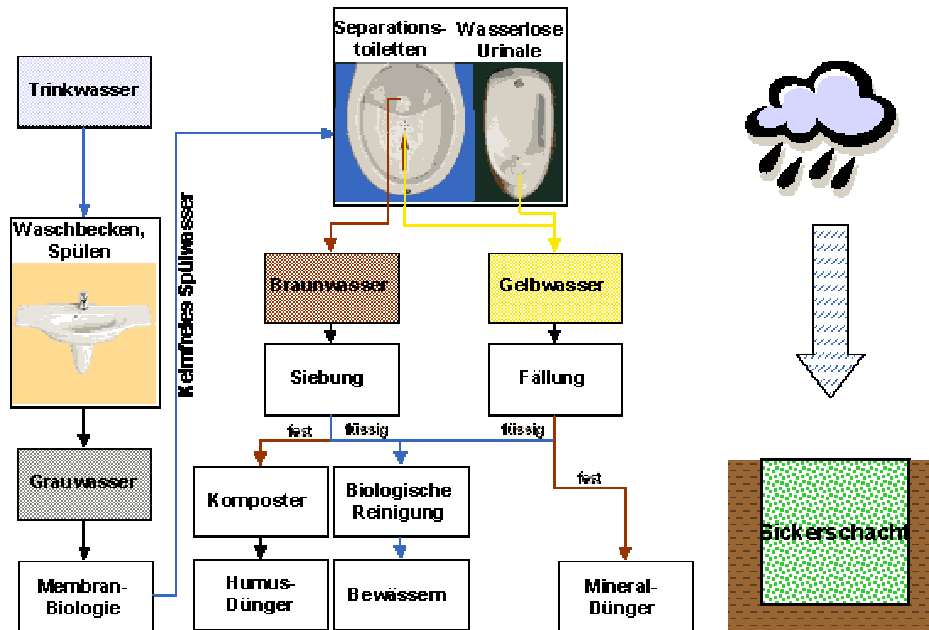 Separations-
toiletten
Wasserlose
Urinale
Trinkwasser
Waschbecken,
Spülen
Keimfreies Spülwasser
Braunwasser
Gelbwasser
Siebung
Fällung
fest
flüssig
flüssig
fest
Grauwasser
Komposter
Biologische
Reinigung
Sickerschacht
Membran-
Biologie
Humus-
Dünger
Bewässern
Mineral-
Dünger